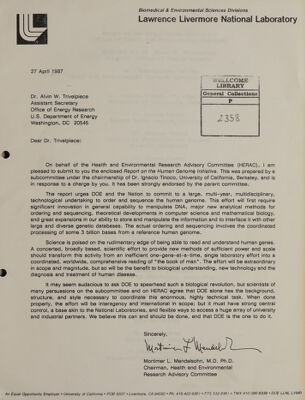 Biomedical & Environmental Sciences Divisions
Lawrence Livermore National Laboratory
27 April 1987
WELLCOME
LIBRARY
General Collections
P
2358
Dr. Alvin W. Trivelpiece
Assistant Secretary
Office of Energy Research
U.S. Department of Energy
Washington, DC 20545
Dear Dr. Trivelpiece:
On behalf of the Health and Environmental Research Advisory Committee (HERAC), I am
pleased to submit to you the enclosed Report on the Human Genome Initiative. This was prepared by a
subcommittee under the chairmanship of Dr. Ignacio Tinoco, University of California, Berkeley, and is
in response to a charge by you. It has been strongly endorsed by the parent committee.
The report urges DOE and the Nation to commit to a large, multi-year, multidisciplinary,
technological undertaking to order and sequence the human genome. This effort will first require
significant innovation in general capability to manipulate DNA, major new analytical methods for
ordering and sequencing, theoretical developments in computer science and mathematical biology,
and great expansions in our ability to store and manipulate the information and to interface it with other
large and diverse genetic databases. The actual ordering and sequencing involves the coordinated
processing of some 3 billion bases from a reference human genome.
Science is poised on the rudimentary edge of being able to read and understand human genes.
A concerted, broadly based, scientific effort to provide new methods of sufficient power and scale
should transform this activity from an inefficient one-gene-at-a-time, single laboratory effort into a
coordinated, worldwide, comprehensive reading of "the book of man". The effort will be extraordinary
in scope and magnitude, but so will be the benefit to biological understanding, new technology and the
diagnosis and treatment of human disease.
It may seem audacious to ask DOE to spearhead such a biological revolution, but scientists of
many persuasions on the subcommittee and on HERAC agree that DOE alone has the background,
structure, and style necessary to coordinate this enormous, highly technical task. When done
properly, the effort will be interagency and international in scope; but it must have strong central
control, a base akin to the National Laboratories, and flexible ways to access a huge array of university
and industrial partners. We believe this can and should be done, and that DOE is the one to do it.
Sincerely,
Mortimer L. Mendelsohn
Mortimer L. Mendelsohn, M.D, Ph.D.
Chairman, Health and Environmental
Research Advisory Committee
An Equal Opportunity Employer • University of California • P.O. Livermore, CA 94550